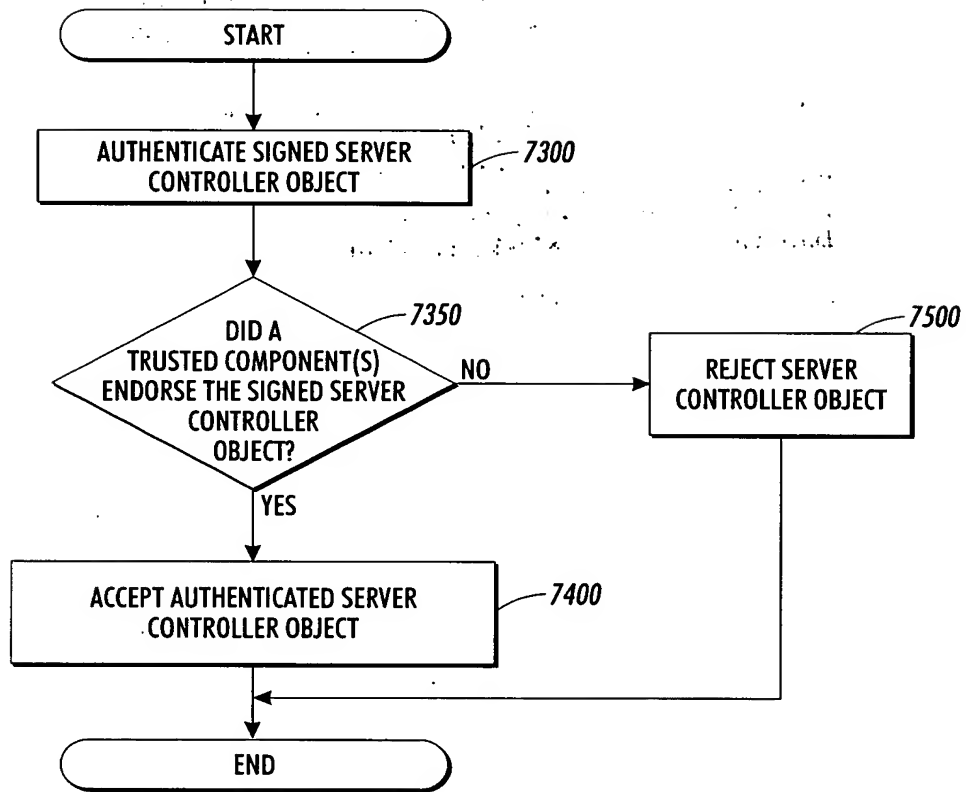 START
AUTHENTICATE SIGNED SERVER
CONTROLLER OBJECT
7300
DID A
TRUSTED COMPONENT(S)
ENDORSE THE SIGNED SERVER
CONTROLLER
OBJECT?
7350
NO
REJECT SERVER
CONTROLLER OBJECT
7500
YES
ACCEPT AUTHENTICATED SERVER
CONTROLLER OBJECT
7400
END